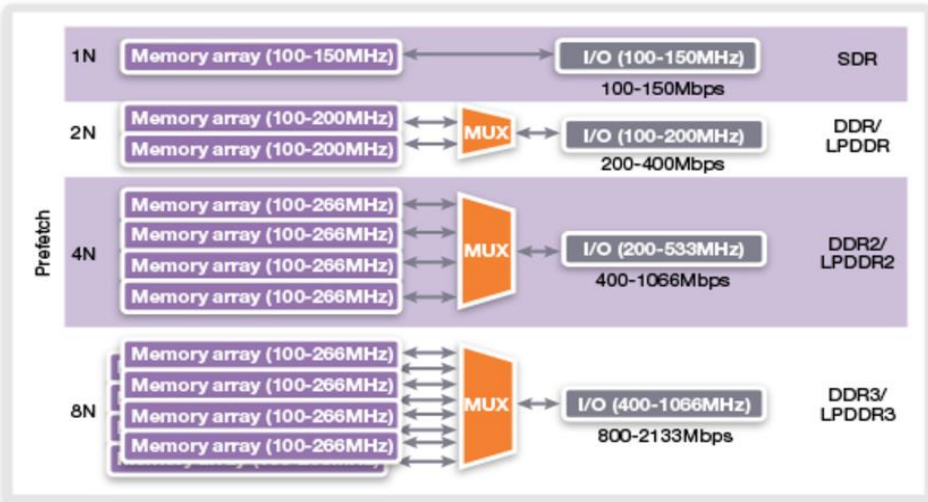 Prefetch
1N
Memory array (100-150MHz)
I/O (100-150MHz)
100-150Mbps
SDR
2N
Memory array (100-200MHz)
Memory array (100-200MHz)
MUX
I/O (100-200MHz)
200-400Mbps
DDR/
LPDDR
4N
Memory array (100-266MHz)
Memory array (100-266MHz)
Memory array (100-266MHz)
Memory array (100-266MHz)
MUX
I/O (200-533MHz)
400-1066Mbps
DDR2/
LPDDR2
8N
Memory array (100-266MHz)
Memory array (100-266MHz)
Memory array (100-266MHz)
Memory array (100-266MHz)
MUX
I/O (400-1066MHz)
800-2133Mbps
DDR3/
LPDDR3